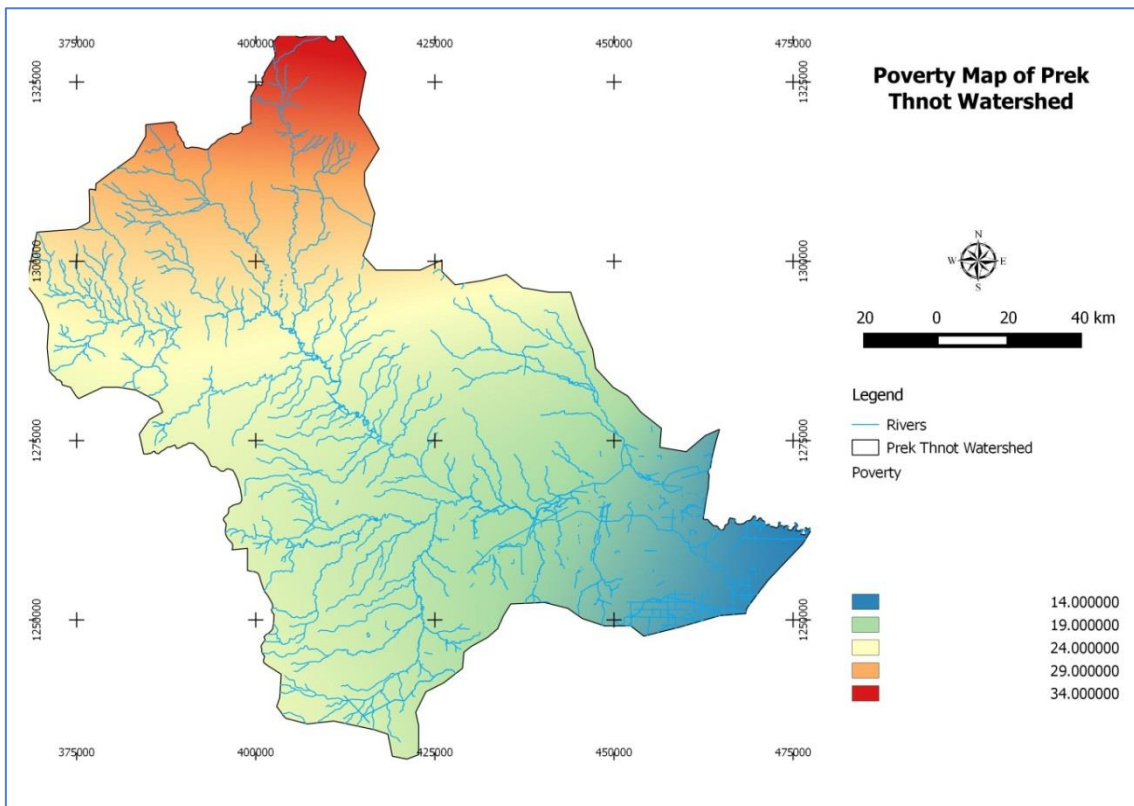 375000 400000 425000 450000 475000
Poverty Map of Prek
Thnot Watershed
1325000 1325000
N
W E
S
1300000 1300000
20 0 20 40 km
Legend
Rivers
Prek Thnot Watershed
Poverty
1275000 1275000
14.000000
19.000000
24.000000
29.000000
34.000000
1250000 1250000
375000 400000 425000 450000 475000